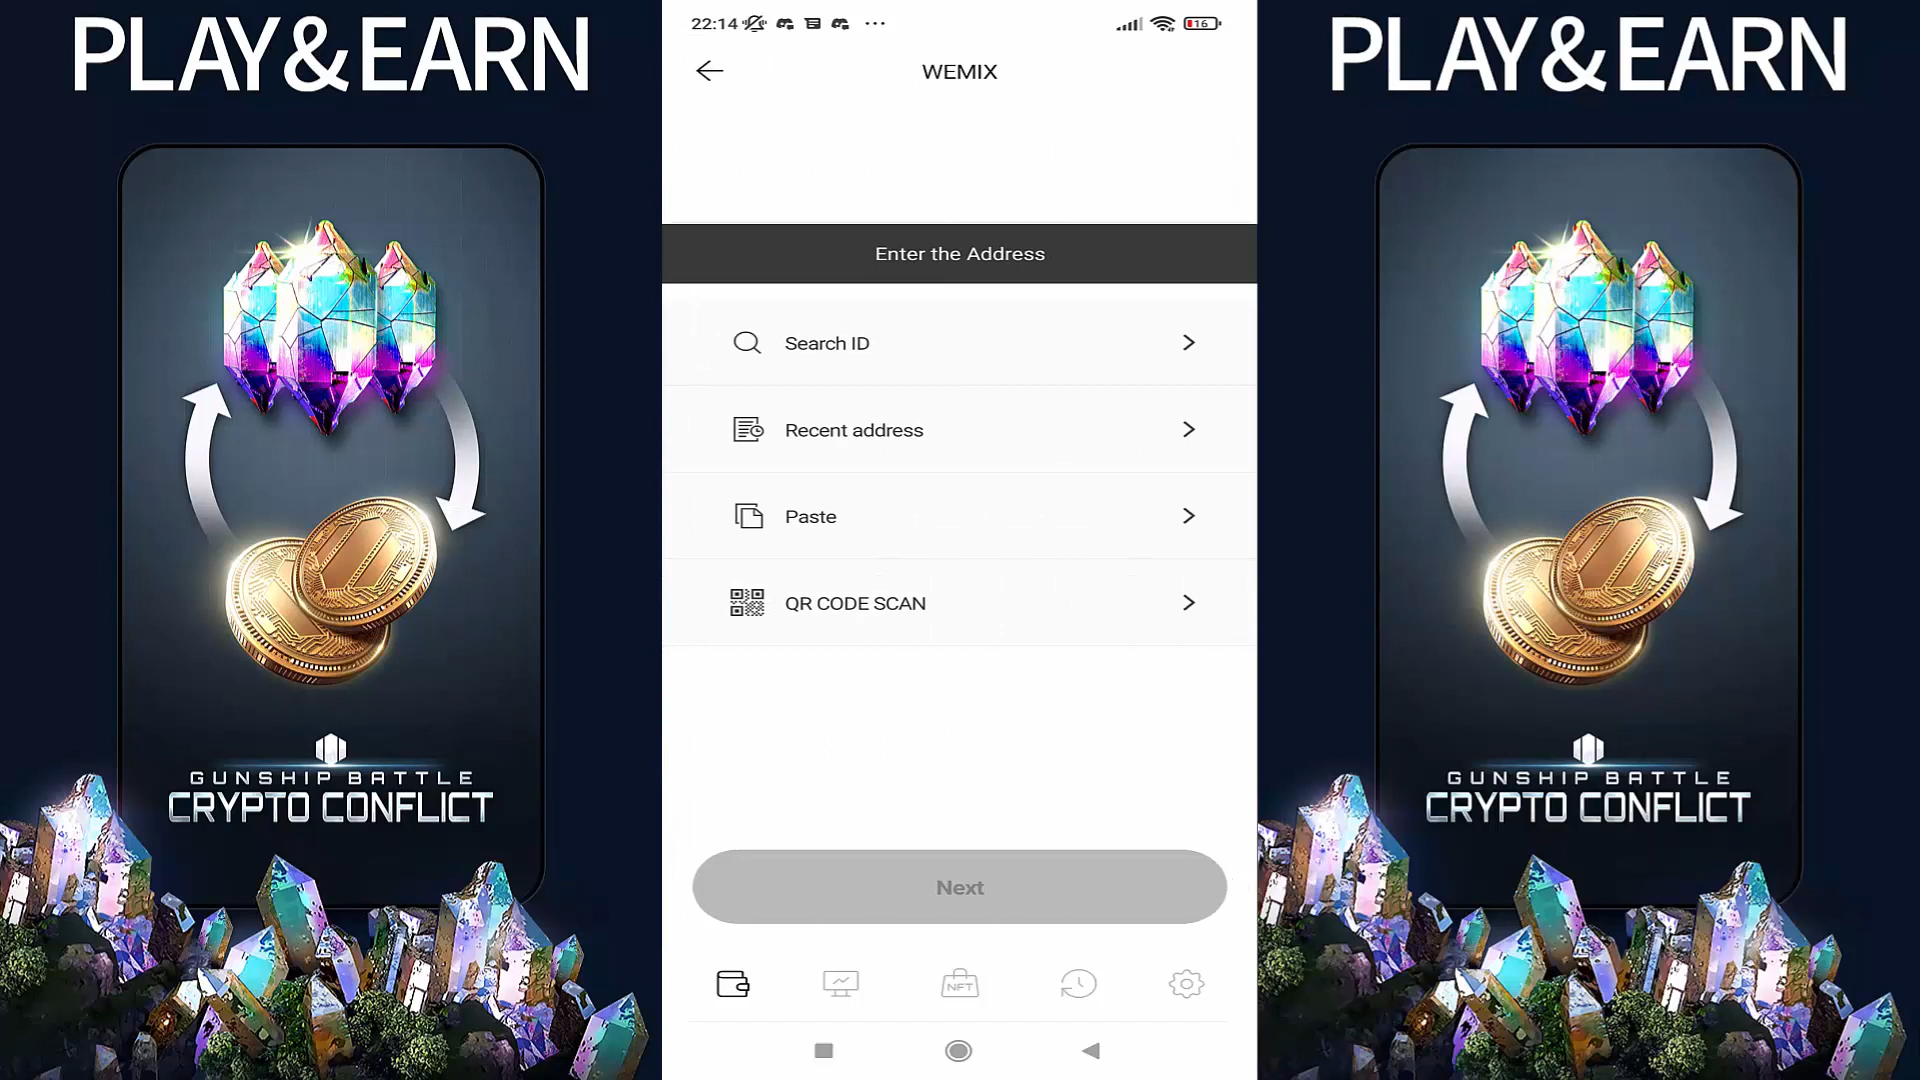 PLAY&EARN
GUNSHIP BATTLE
CRYPTO CONFLICT
22:14
16
WEMIX
Enter the Address
Search ID
Recent address
Paste
QR CODE SCAN
Next
NFT
PLAY&EARN
GUNSHIP BATTLE
CRYPTO CONFLICT